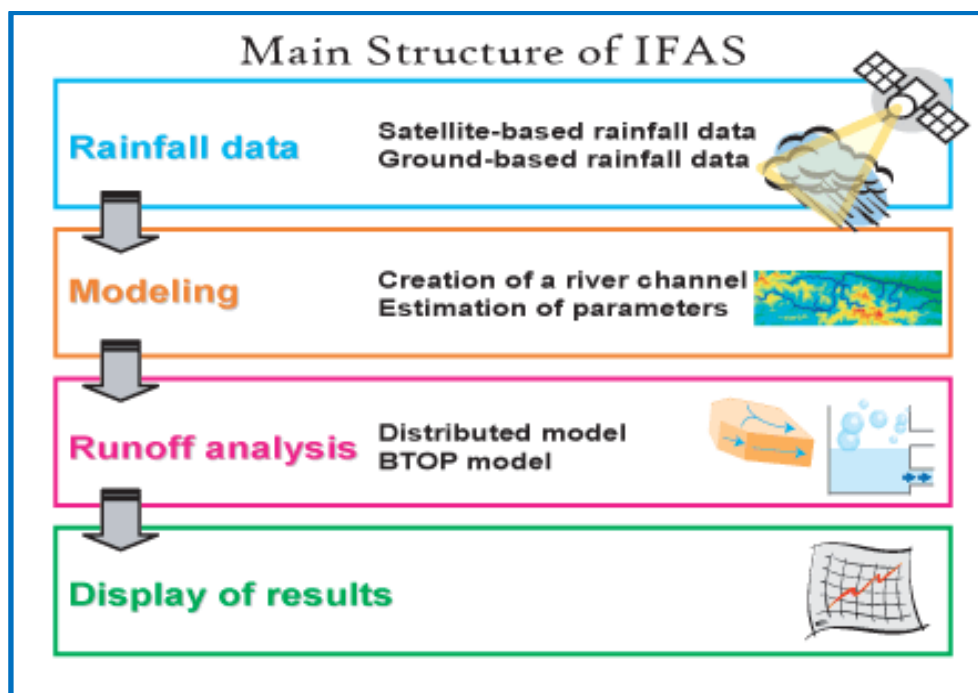 Main Structure of IFAS
Rainfall data
Satellite-based rainfall data
Ground-based rainfall data
Modeling
Creation of a river channel
Estimation of parameters
Runoff analysis
Distributed model
BTOP model
Display of results